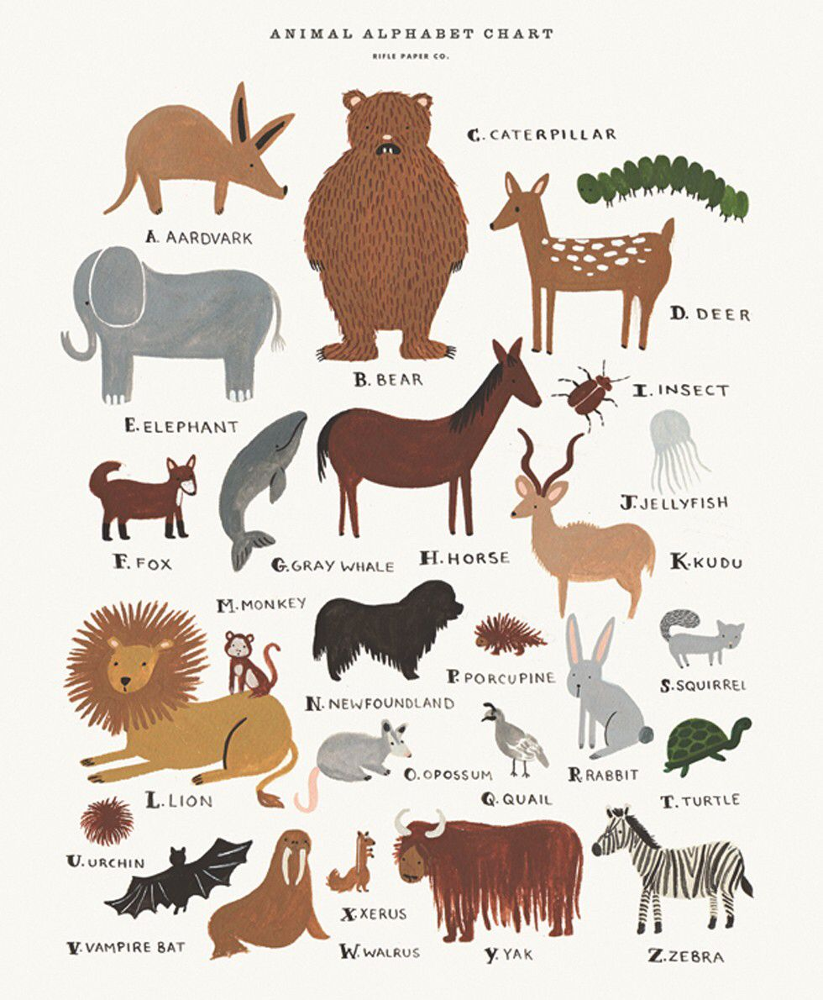 ANIMAL ALPHABET CHART
RIFLE PAPER CO.
C. CATERPILLAR
A. AARDVARK
D. DEER
B. BEAR
I. INSECT
E. ELEPHANT
J. JELLYFISH
F. FOX
G. GRAY WHALE
H. HORSE
K. KUDU
M. MONKEY
P. PORCUPINE
S. SQUIRREL
N. NEWFOUNDLAND
O. OPOSSUM
R. RABBIT
L. LION
Q. QUAIL
T. TURTLE
U. URCHIN
X. XERUS
V. VAMPIRE BAT
W. WALRUS
Y. YAK
Z. ZEBRA